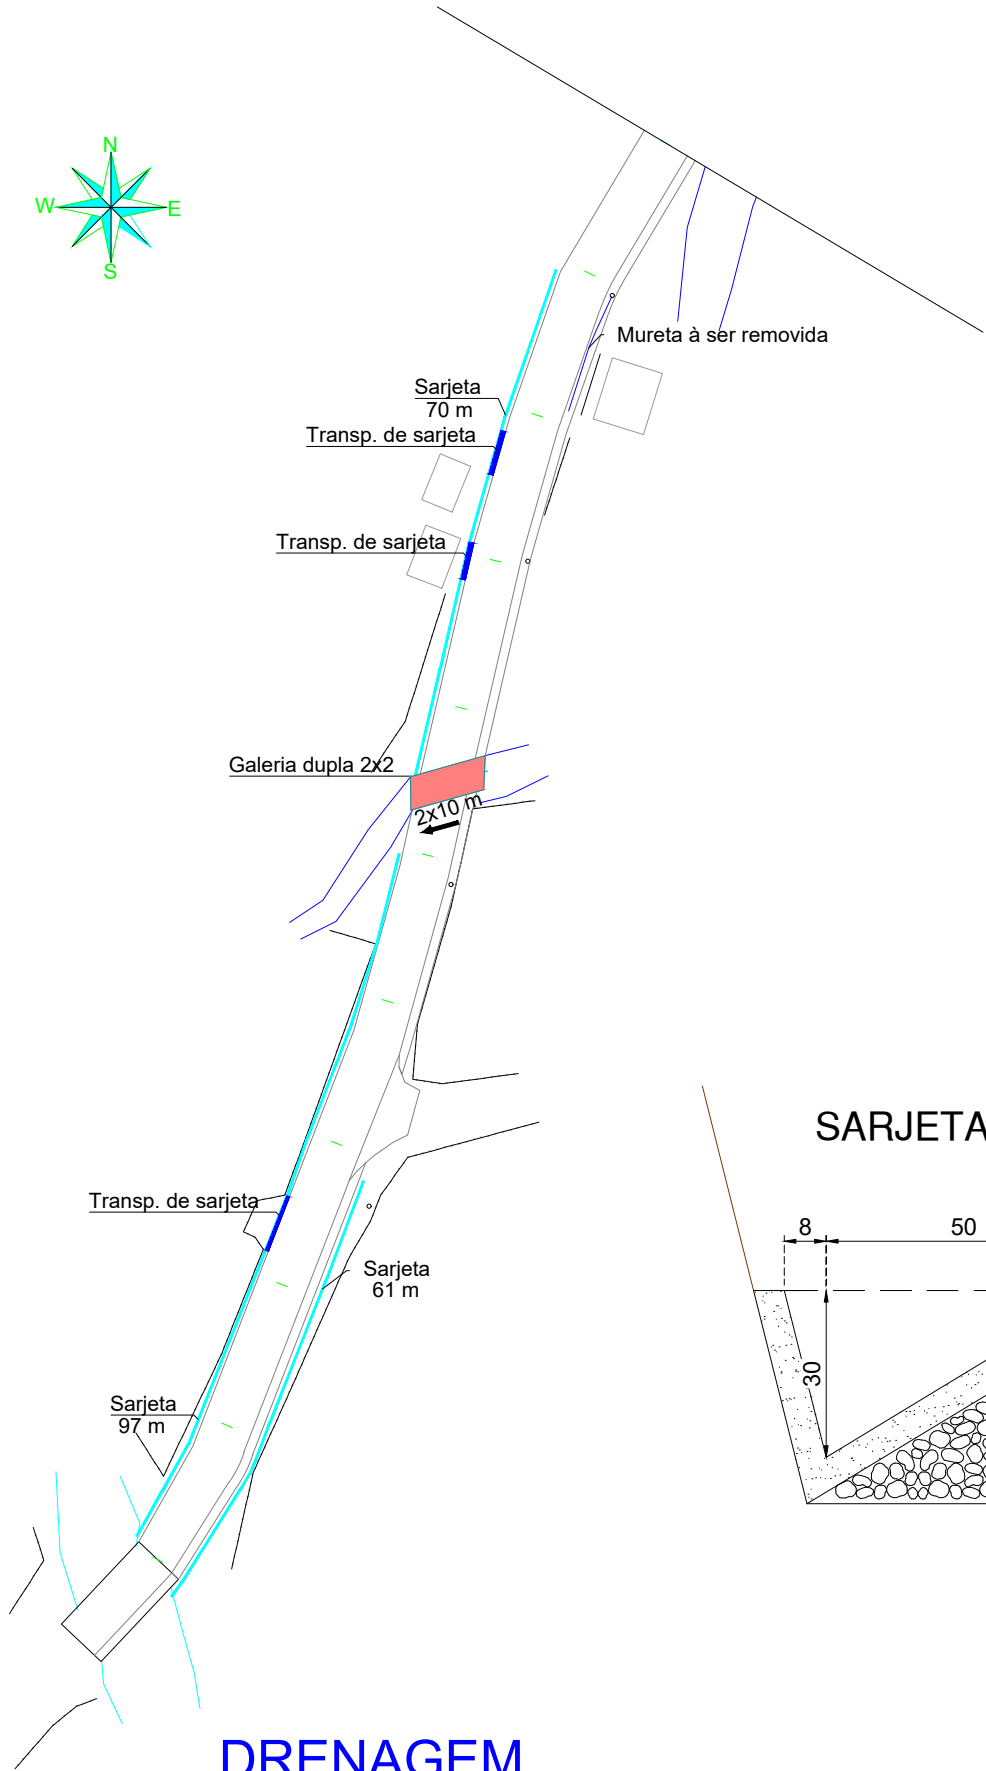 N
W
E
S
Mureta à ser removida
Sarjeta
70 m
Transp. de sarjeta
Transp. de sarjeta
Galeria dupla 2x2
2x10 m
SARJETA
Transp. de sarjeta
8
50
Sarjeta
61 m
30
Sarjeta
97 m
DRENAGEM